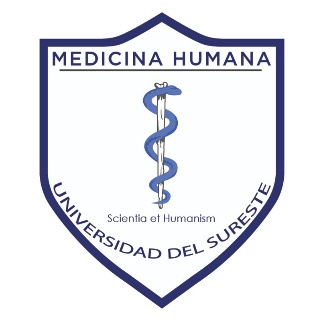 MEDICINA HUMANA
Scientia et Humanism
UNIVERSIDAD DEL SURESTE